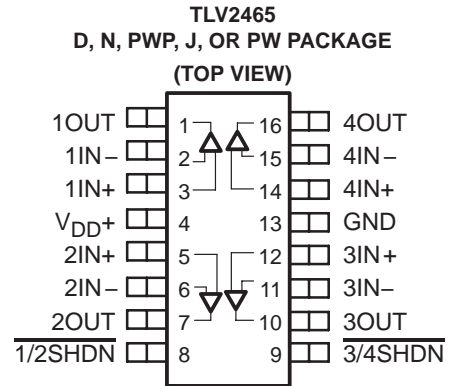 TLV2465
D, N, PWP, J, OR PW PACKAGE
(TOP VIEW)
1OUT 1 16 4OUT
1IN− 2 15 4IN−
1IN+ 3 14 4IN+
VDD+ 4 13 GND
2IN+ 5 12 3IN+
2IN− 6 11 3IN−
2OUT 7 10 3OUT
1/2SHDN 8 9 3/4SHDN